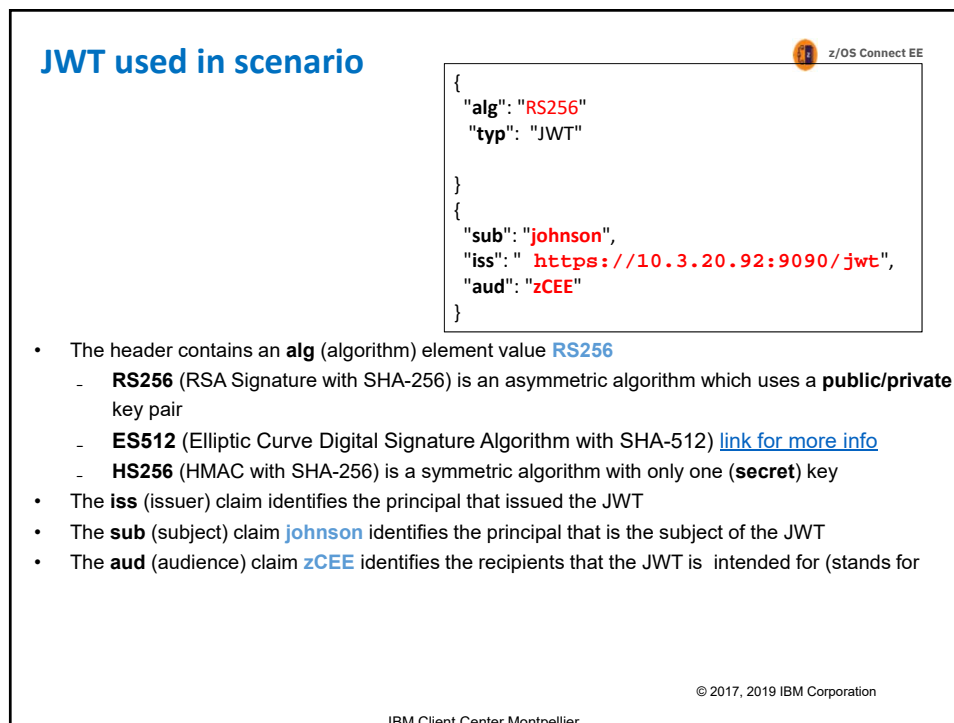 JWT used in scenario
z/OS Connect EE
{
"alg": "RS256"
"typ": "JWT"
}
{
"sub": "johnson",
"iss": " https://10.3.20.92:9090/jwt",
"aud": "zCEE"
}
• The header contains an alg (algorithm) element value RS256
- RS256 (RSA Signature with SHA-256) is an asymmetric algorithm which uses a public/private
key pair
- ES512 (Elliptic Curve Digital Signature Algorithm with SHA-512) link for more info
- HS256 (HMAC with SHA-256) is a symmetric algorithm with only one (secret) key
• The iss (issuer) claim identifies the principal that issued the JWT
• The sub (subject) claim johnson identifies the principal that is the subject of the JWT
• The aud (audience) claim zCEE identifies the recipients that the JWT is intended for (stands for
© 2017, 2019 IBM Corporation
IBM Client Center Montpellier